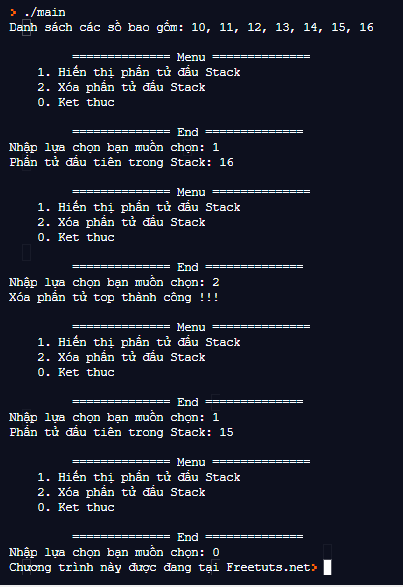 > ./main
Danh sách các số bao gồm: 10, 11, 12, 13, 14, 15, 16
============== Menu ==============
1. Hiển thị phần tử đầu Stack
2. Xóa phần tử đầu Stack
0. Ket thuc
============== End ==============
Nhập lựa chọn bạn muốn chọn: 1
Phần tử đầu tiên trong Stack: 16
============== Menu ==============
1. Hiển thị phần tử đầu Stack
2. Xóa phần tử đầu Stack
0. Ket thuc
============== End ==============
Nhập lựa chọn bạn muốn chọn: 2
Xóa phần tử top thành công !!!
============== Menu ==============
1. Hiển thị phần tử đầu Stack
2. Xóa phần tử đầu Stack
0. Ket thuc
============== End ==============
Nhập lựa chọn bạn muốn chọn: 1
Phần tử đầu tiên trong Stack: 15
============== Menu ==============
1. Hiển thị phần tử đầu Stack
2. Xóa phần tử đầu Stack
0. Ket thuc
============== End ==============
Nhập lựa chọn bạn muốn chọn: 0
Chương trình này được đang tại Freetuts.net>